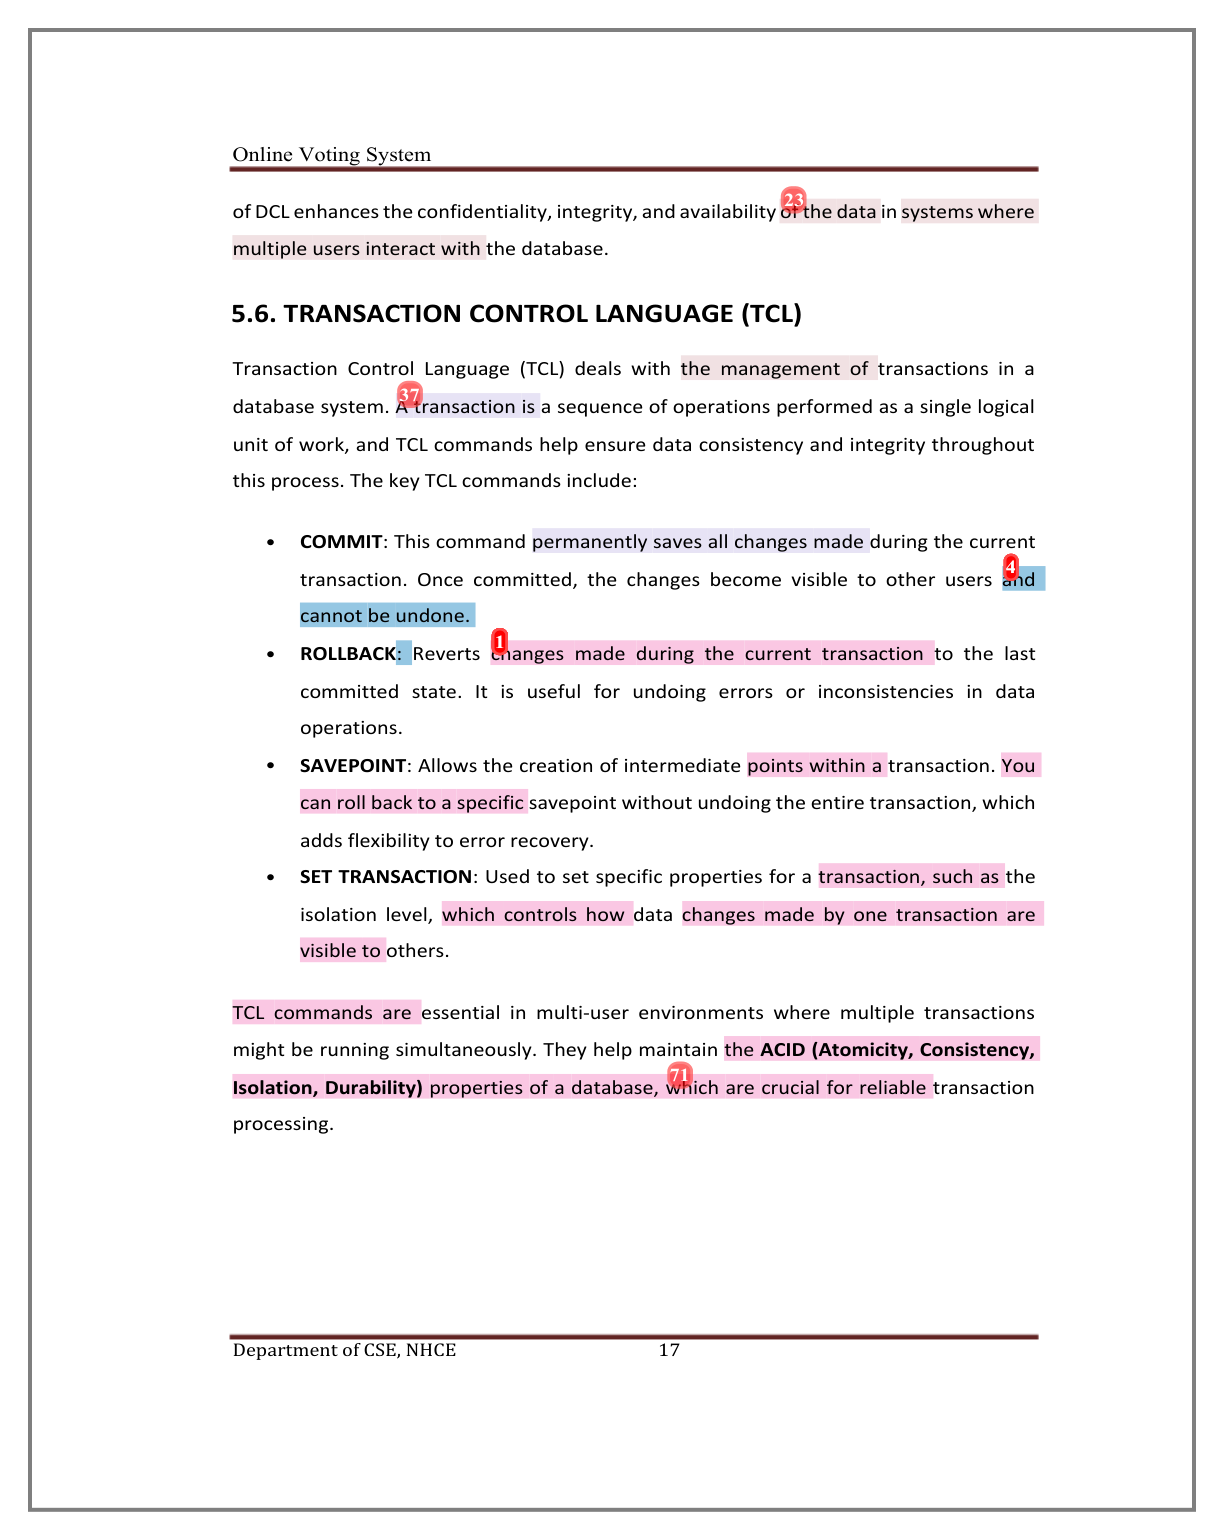 Online Voting System
of DCL enhances the confidentiality, integrity, and availability of the data in systems where
23
multiple users interact with the database.
5.6. TRANSACTION CONTROL LANGUAGE (TCL)
Transaction Control Language (TCL) deals with the management of transactions in a
37
database system. A transaction is a sequence of operations performed as a single logical
unit of work, and TCL commands help ensure data consistency and integrity throughout
this process. The key TCL commands include:
• COMMIT: This command permanently saves all changes made during the current
4
transaction. Once committed, the changes become visible to other users and
cannot be undone.
1
• ROLLBACK: Reverts changes made during the current transaction to the last
committed state. It is useful for undoing errors or inconsistencies in data
operations.
• SAVEPOINT: Allows the creation of intermediate points within a transaction. You
can roll back to a specific savepoint without undoing the entire transaction, which
adds flexibility to error recovery.
• SET TRANSACTION: Used to set specific properties for a transaction, such as the
isolation level, which controls how data changes made by one transaction are
visible to others.
TCL commands are essential in multi-user environments where multiple transactions
might be running simultaneously. They help maintain the ACID (Atomicity, Consistency,
71
Isolation, Durability) properties of a database, which are crucial for reliable transaction
processing.
Department of CSE, NHCE 17